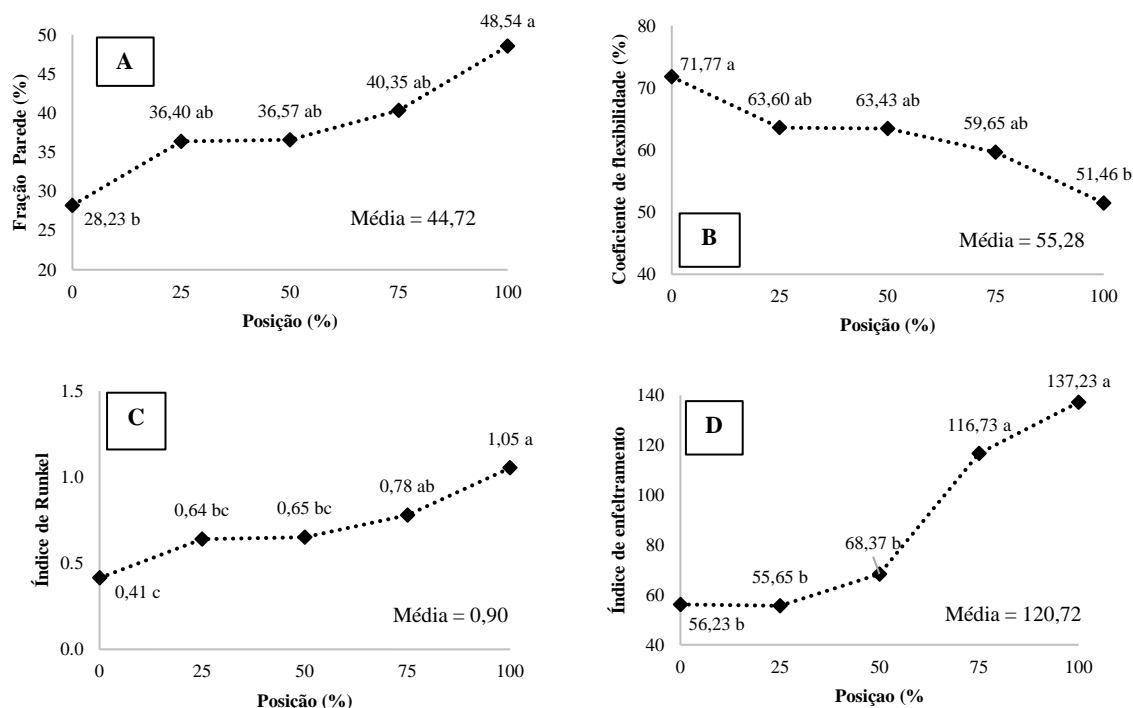 A
Fração Parede (%)
50
45
40
35
30
25
20
48,54 a
40,35 ab
36,40 ab
36,57 ab
28,23 b
Média = 44,72
0
25
50
75
100
Posição (%)
B
Coeficiente de flexibilidade (%)
80
70
60
50
40
71,77 a
63,60 ab
63,43 ab
59,65 ab
51,46 b
Média = 55,28
0
25
50
75
100
Posição (%)
C
Índice de Runkel
1.5
1.0
0.5
0.0
1,05 a
0,78 ab
0,64 bc
0,65 bc
0,41 c
Média = 0,90
0
25
50
75
100
Posição (%)
D
Índice de enfeltramento
140
120
100
80
60
40
137,23 a
116,73 a
68,37 b
55,65 b
56,23 b
Média = 120,72
0
25
50
75
100
Posiçao (%